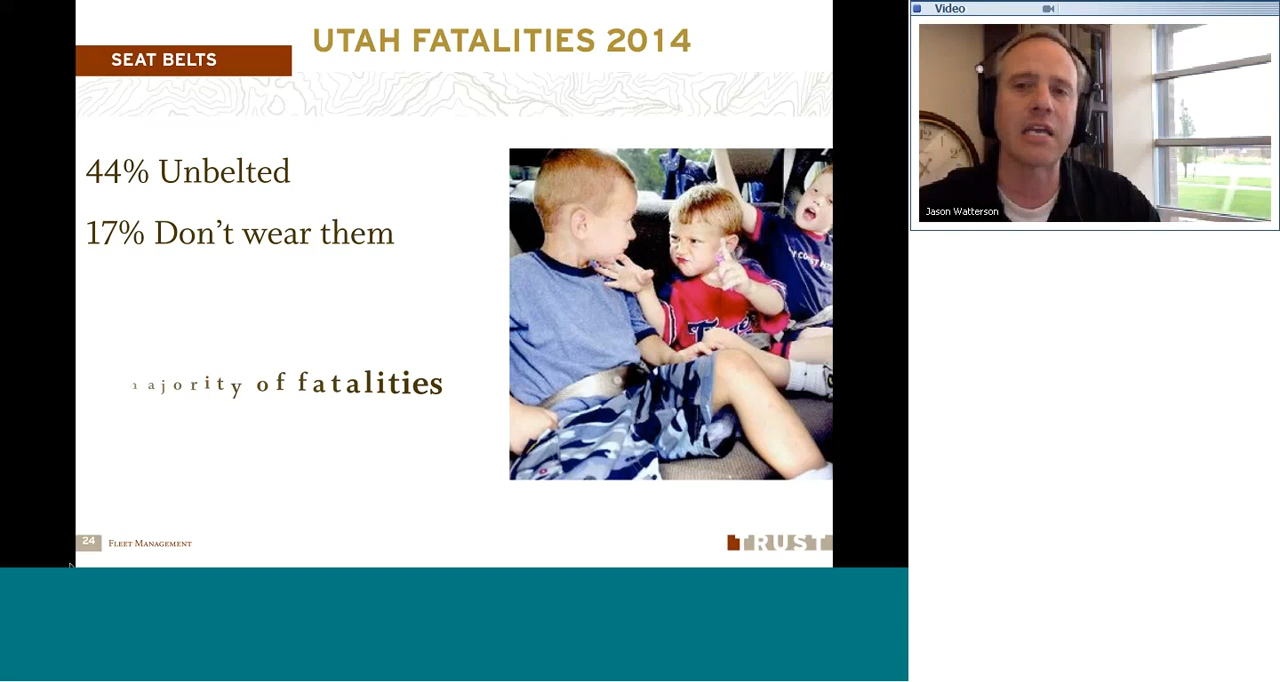 UTAH FATALITIES 2014
SEAT BELTS
44% Unbelted
17% Don't wear them
ajority of fatalities
24 Fleet Management
TRUST
Video
Jason Watterson